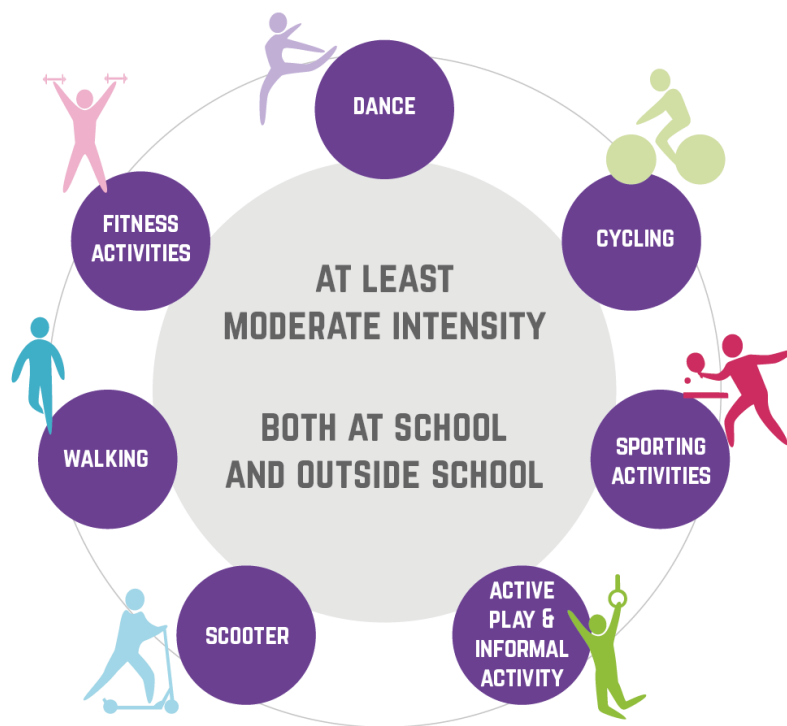 DANCE
CYCLING
SPORTING
ACTIVITIES
ACTIVE
PLAY &
INFORMAL
ACTIVITY
SCOOTER
WALKING
FITNESS
ACTIVITIES
AT LEAST
MODERATE INTENSITY
BOTH AT SCHOOL
AND OUTSIDE SCHOOL